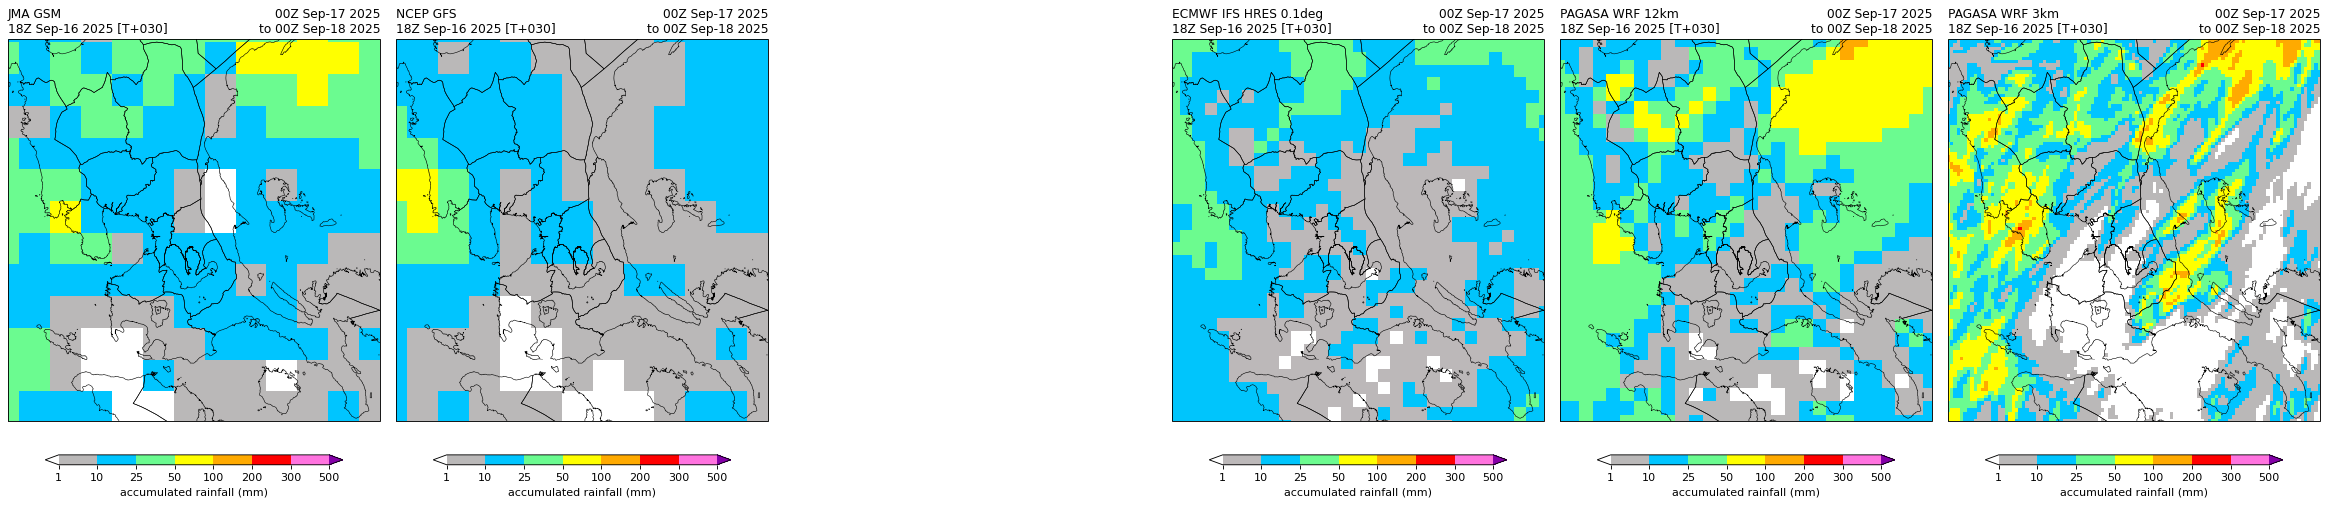 JMA GSM 00Z Sep-17 2025
18Z Sep-16 2025 [T+030] to 00Z Sep-18 2025
1 10 25 50 100 200 300 500
accumulated rainfall (mm)
NCEP GFS 00Z Sep-17 2025
18Z Sep-16 2025 [T+030] to 00Z Sep-18 2025
1 10 25 50 100 200 300 500
accumulated rainfall (mm)
ECMWF IFS HRES 0.1deg 00Z Sep-17 2025
18Z Sep-16 2025 [T+030] to 00Z Sep-18 2025
1 10 25 50 100 200 300 500
accumulated rainfall (mm)
PAGASA WRF 12km 00Z Sep-17 2025
18Z Sep-16 2025 [T+030] to 00Z Sep-18 2025
1 10 25 50 100 200 300 500
accumulated rainfall (mm)
PAGASA WRF 3km 00Z Sep-17 2025
18Z Sep-16 2025 [T+030] to 00Z Sep-18 2025
1 10 25 50 100 200 300 500
accumulated rainfall (mm)